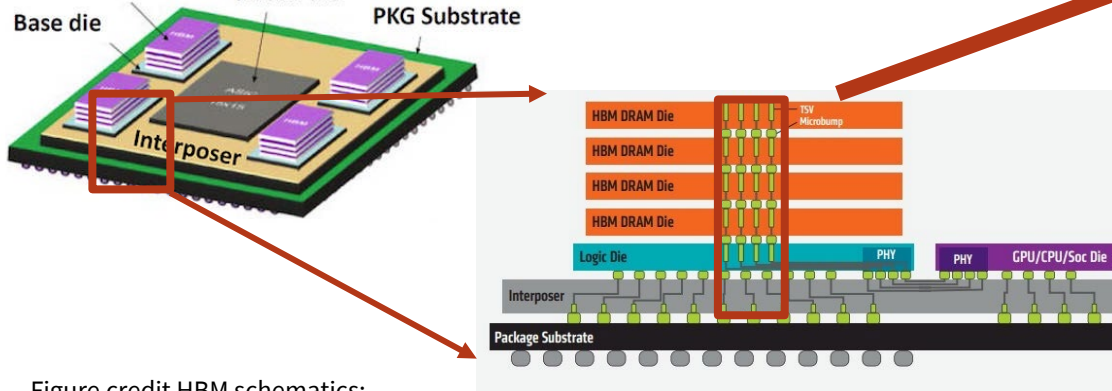 Base die
PKG Substrate
HBM
HBM
HBM
HBM
Interposer
HBM DRAM Die
TSV
Microbump
HBM DRAM Die
HBM DRAM Die
HBM DRAM Die
Logic Die
PHY
PHY
GPU/CPU/Soc Die
Interposer
Package Substrate
Figure credit HBM schematics: